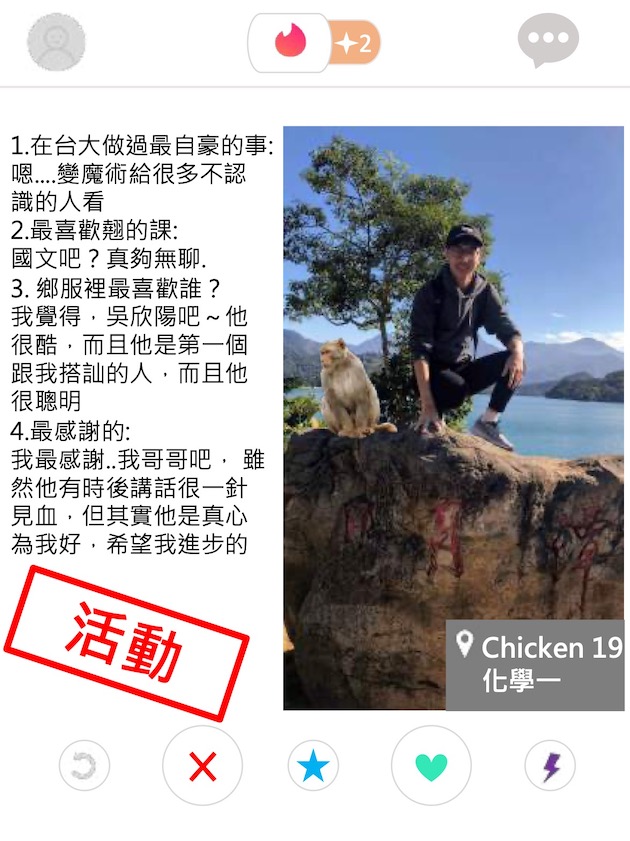 2
1.在台大做過最自豪的事:
嗯....變魔術給很多不認
識的人看
2.最喜歡翹的課:
國文吧？真夠無聊.
3. 鄉服裡最喜歡誰？
我覺得，吳欣陽吧～他
很酷，而且他是第一個
跟我搭訕的人，而且他
很聰明
4.最感謝的:
我最感謝..我哥哥吧， 雖
然他有時後講話很一針
見血，但其實他是真心
為我好，希望我進步的
活動
日月潭
Chicken 19
化學一